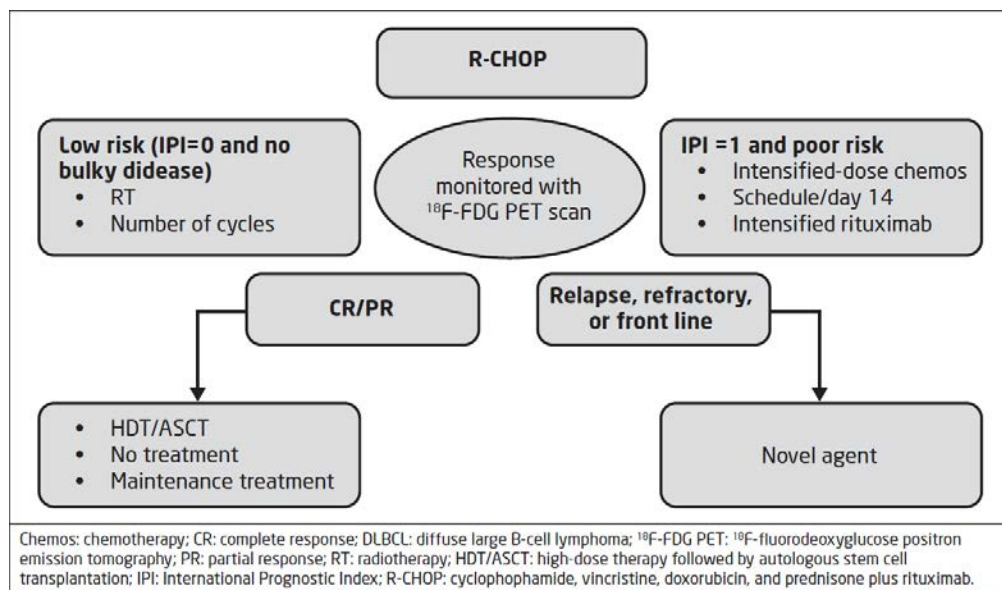 R-CHOP
Low risk (IPI=0 and no
bulky didease)
• RT
• Number of cycles
Response
monitored with
¹⁸F-FDG PET scan
IPI =1 and poor risk
• Intensified-dose chemos
• Schedule/day 14
• Intensified rituximab
CR/PR
Relapse, refractory,
or front line
• HDT/ASCT
• No treatment
• Maintenance treatment
Novel agent
Chemos: chemotherapy; CR: complete response; DLBCL: diffuse large B-cell lymphoma; ¹⁸F-FDG PET: ¹⁸F-fluorodeoxyglucose positron
emission tomography; PR: partial response; RT: radiotherapy; HDT/ASCT: high-dose therapy followed by autologous stem cell
transplantation; IPI: International Prognostic Index; R-CHOP: cyclophophamide, vincristine, doxorubicin, and prednisone plus rituximab.